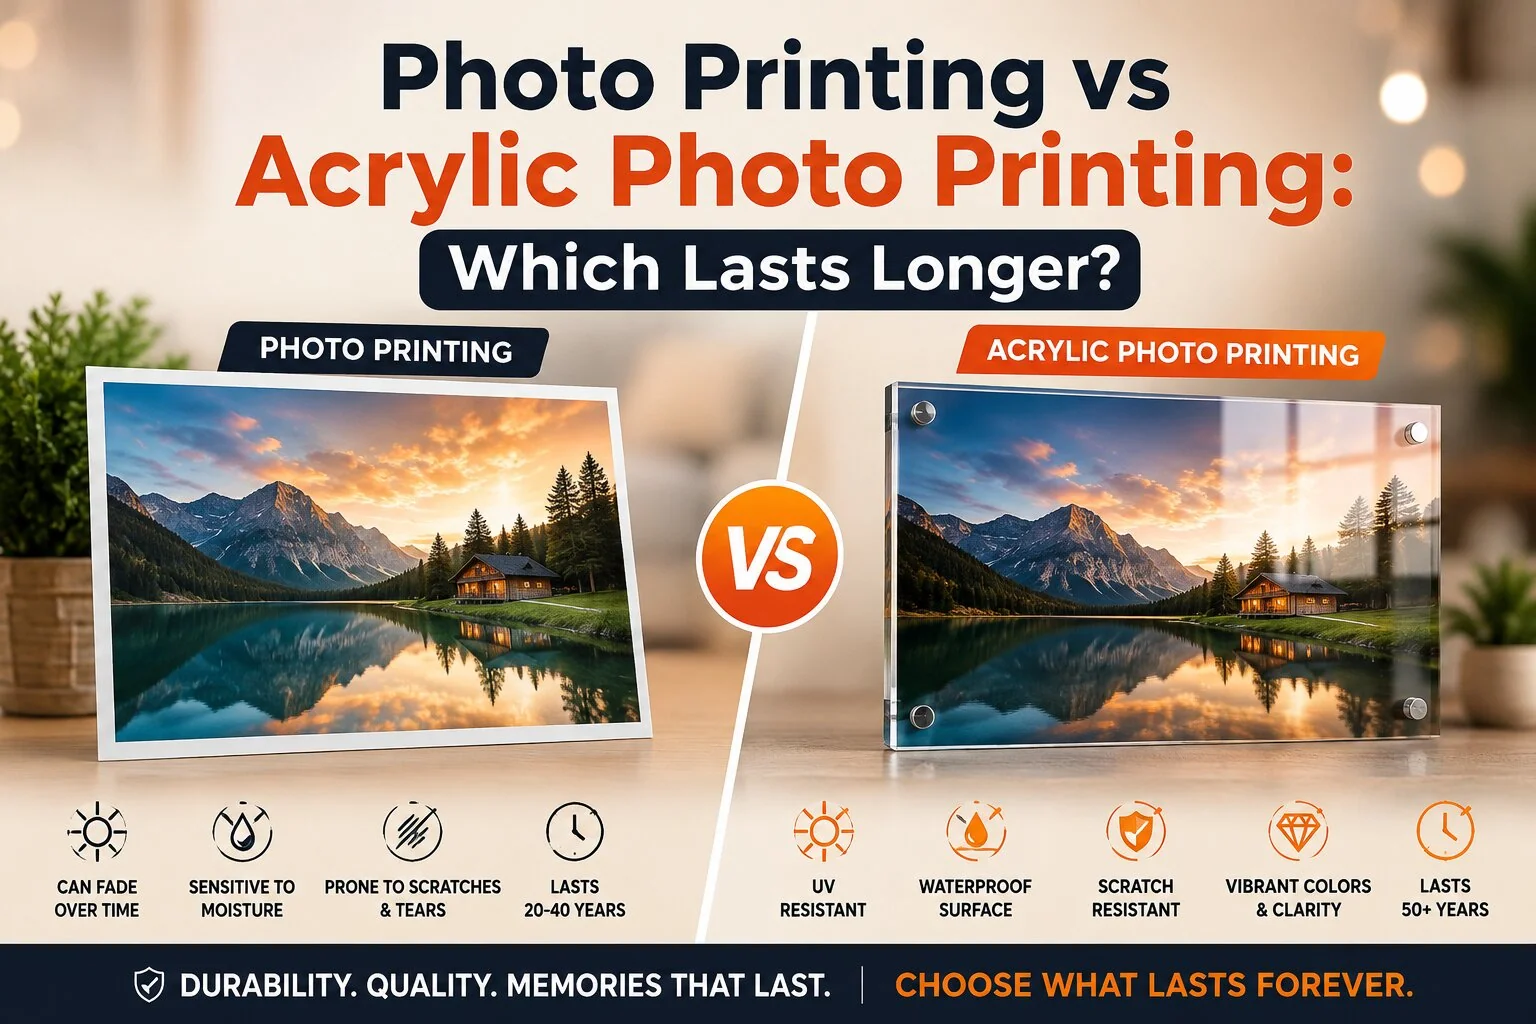 Photo Printing vs
Acrylic Photo Printing:
Which Lasts Longer?
PHOTO PRINTING
ACRYLIC PHOTO PRINTING
VS
CAN FADE
OVER TIME
SENSITIVE TO
MOISTURE
PRONE TO SCRATCHES
& TEARS
LASTS
20-40 YEARS
UV
RESISTANT
WATERPROOF
SURFACE
SCRATCH
RESISTANT
VIBRANT COLORS
& CLARITY
LASTS
50+ YEARS
DURABILITY. QUALITY. MEMORIES THAT LAST.
CHOOSE WHAT LASTS FOREVER.